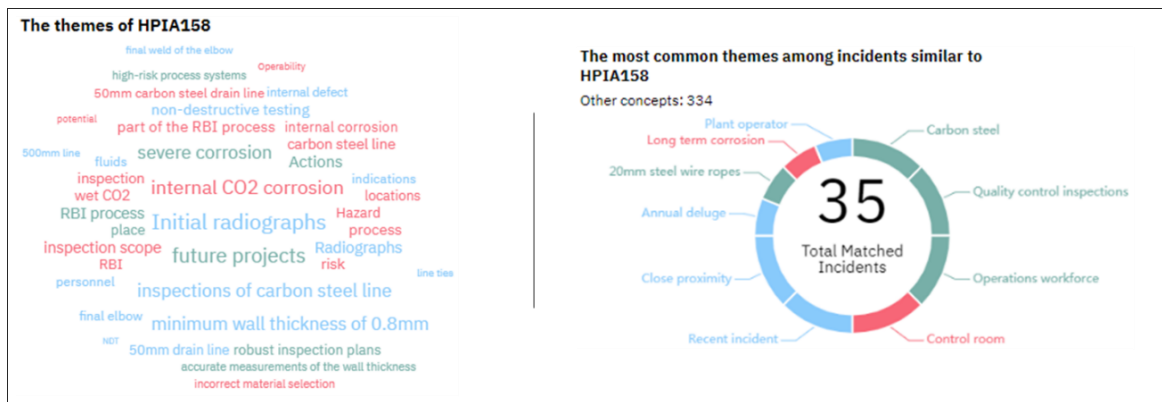 The themes of HPIA158
final weld of the elbow
Operability
high-risk process systems
50mm carbon steel drain line internal defect
non-destructive testing
potential
part of the RBI process internal corrosion
carbon steel line
500mm line
severe corrosion
fluids
Actions
inspection
internal CO2 corrosion
indications
wet CO2
locations
RBI process
Initial radiographs
Hazard
place
process
inspection scope
future projects
Radiographs
RBI
risk
line ties
personnel
inspections of carbon steel line
final elbow
minimum wall thickness of 0.8mm
NDT
50mm drain line robust inspection plans
accurate measurements of the wall thickness
incorrect material selection
The most common themes among incidents similar to
HPIA158
Other concepts: 334
Plant operator
Carbon steel
Long term corrosion
20mm steel wire ropes
Quality control inspections
Annual deluge
35
Total Matched
Incidents
Close proximity
Operations workforce
Recent incident
Control room